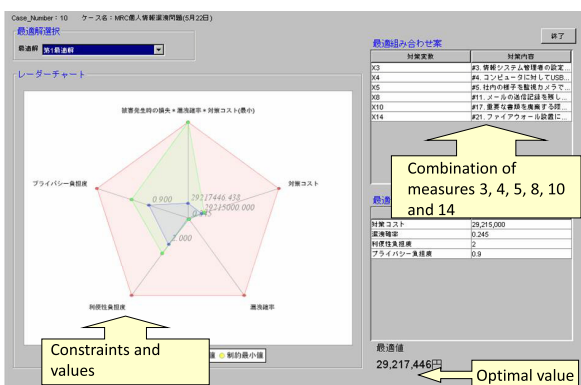 Case_Number：10　ケース名：MRC個人情報漏洩問題(5月22日)
最適解選択
最適解 第1最適解
終了
レーダーチャート
被害発生時の損失＊漏洩確率＋対策コスト(最小)
対策コスト
漏洩確率
利便性負担度
プライバシー負担度
29217446.438
29215000.000
0.245
2.000
0.900
値 制約最小値
Constraints and
values
最適組み合わせ案
対策変数 対策内容
X3 #3. 情報システム管理者の設定...
X4 #4. コンピュータに対してUSB...
X5 #5. 社内の様子を監視カメラで...
X8 #11. メールの送信記録を残し...
X10 #17. 重要な書類を廃棄する際...
X14 #21. ファイアウォール設置に...
Combination of
measures 3, 4, 5, 8, 10
and 14
対策コスト 29,215,000
漏洩確率 0.245
利便性負担度 2
プライバシー負担度 0.9
最適値
29,217,446円
Optimal value